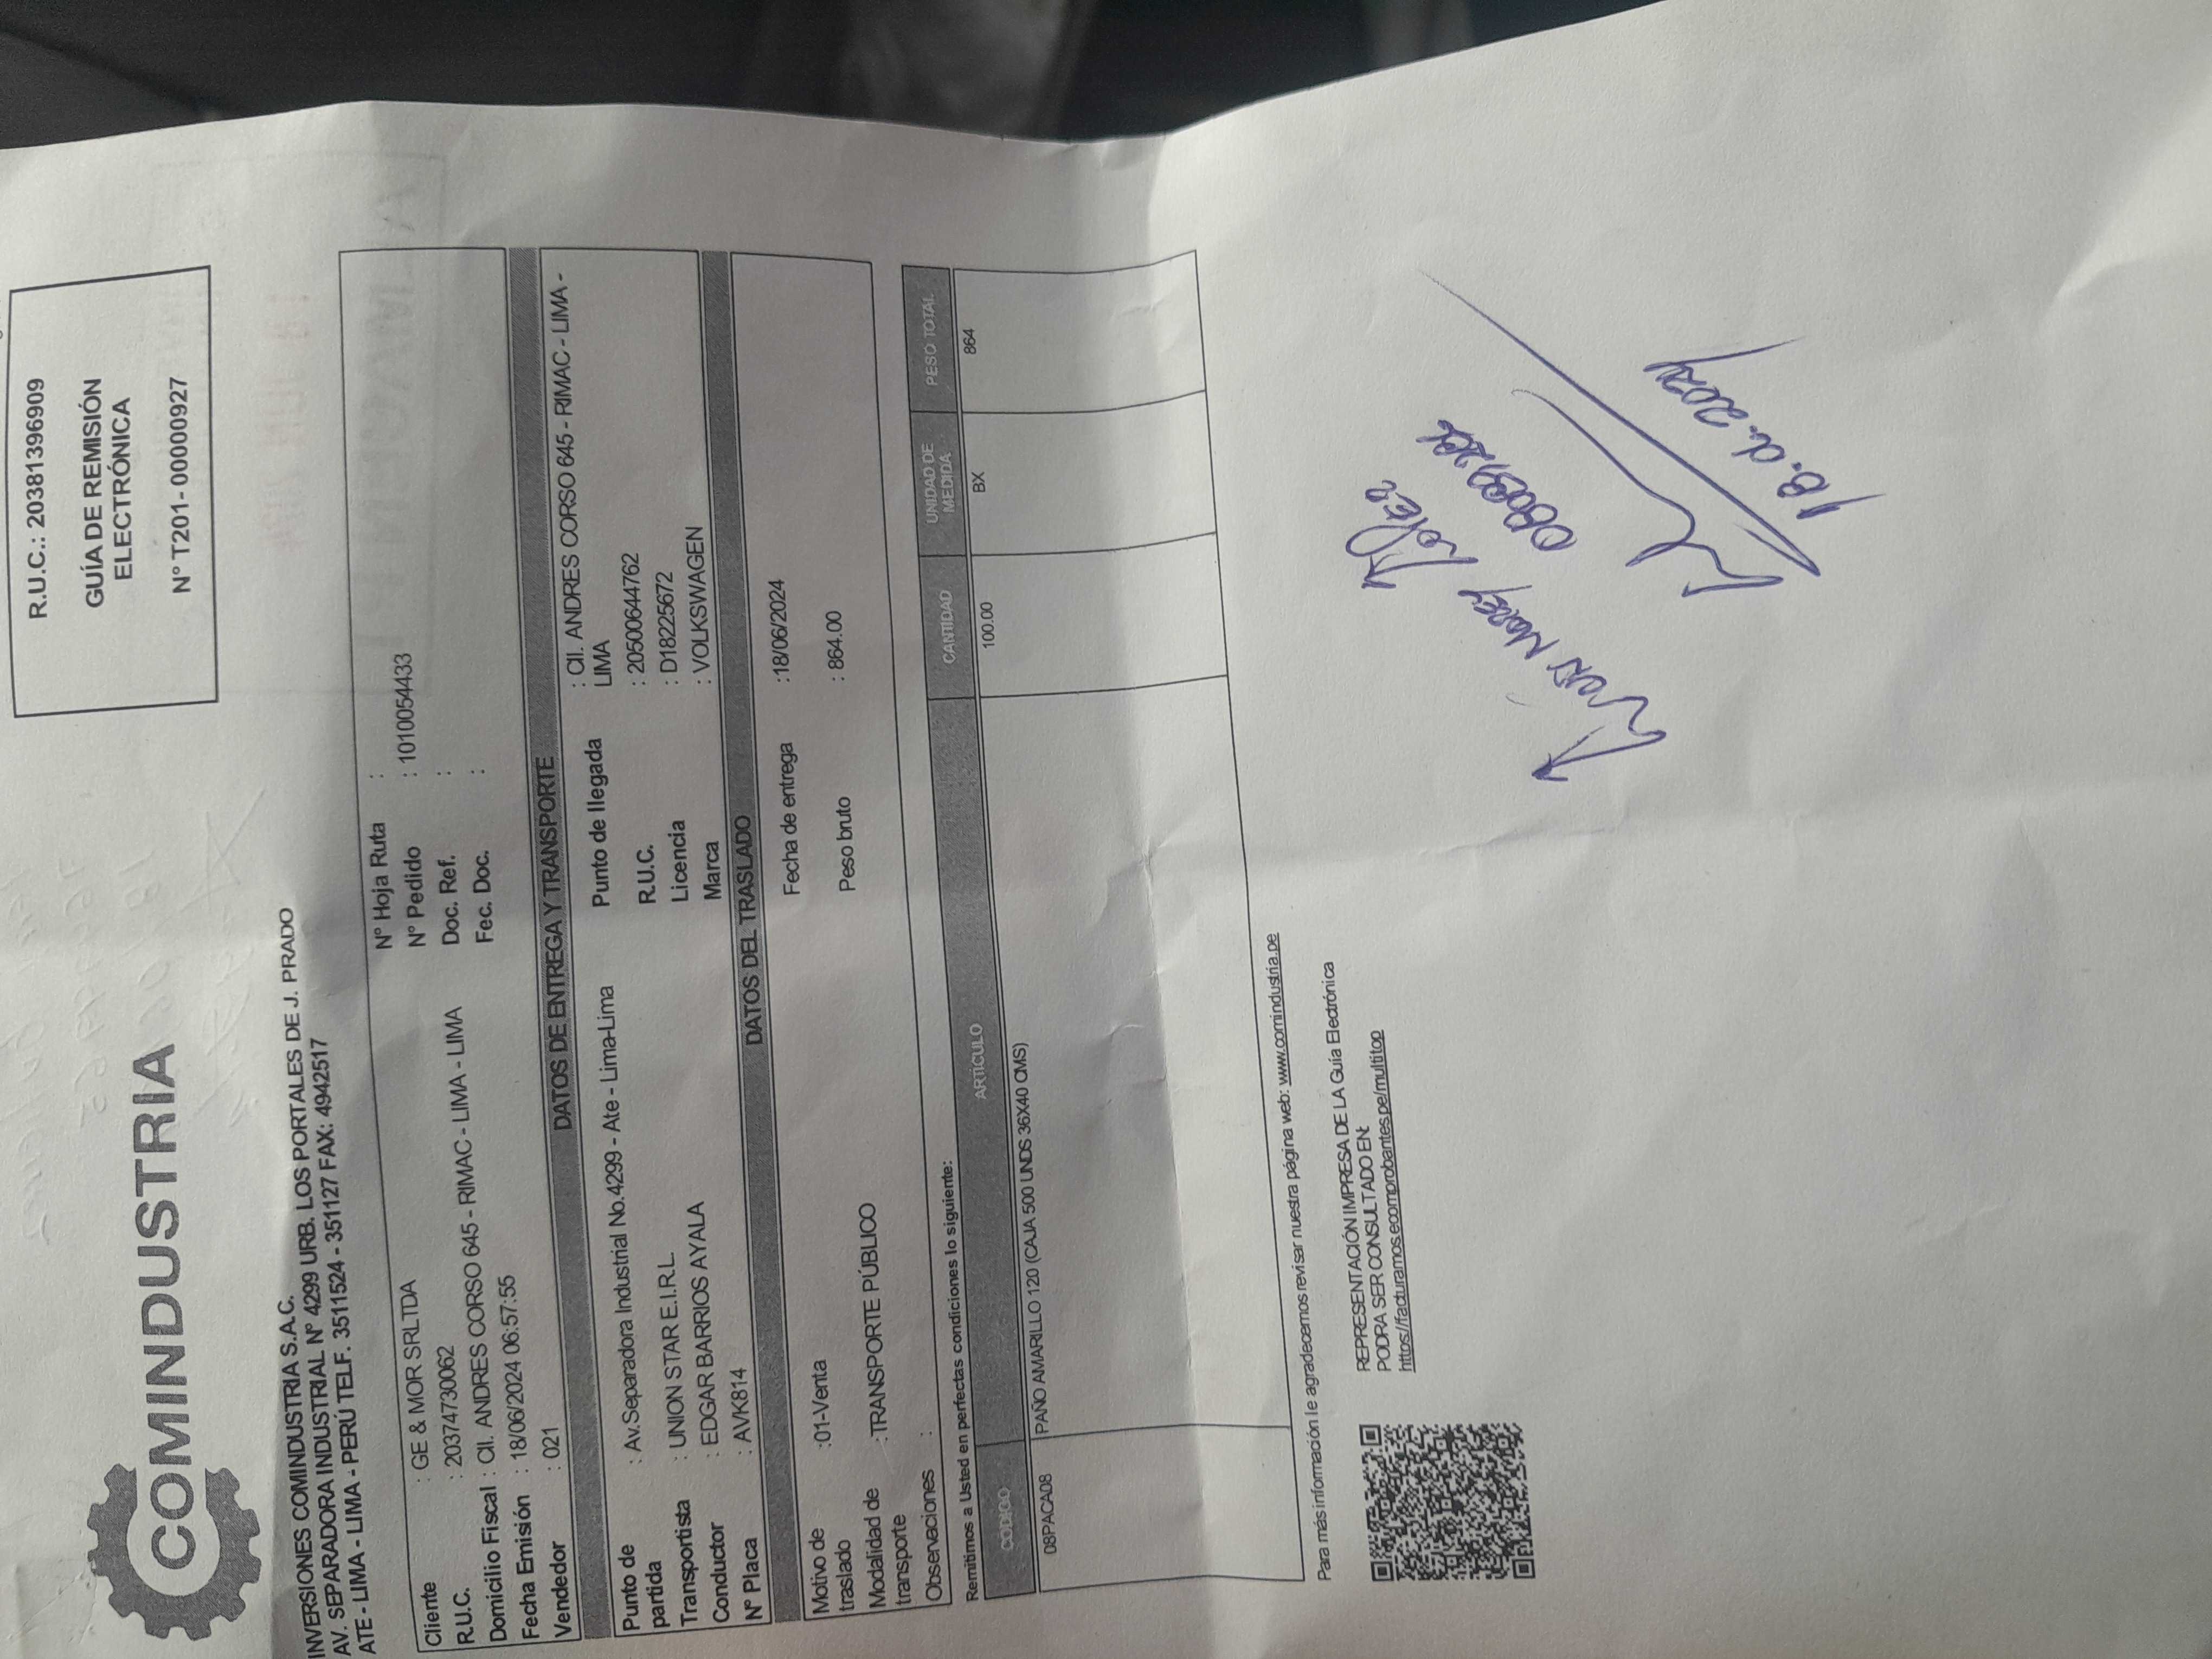 R.U.C.: 20381396909
GUÍA DE REMISIÓN
ELECTRÓNICA
N° T201- 00000927
COMINDUSTRIA
INVERSIONES COMINDUSTRIA S.A.C.
AV. SEPARADORA INDUSTRIAL N° 4299 URB. LOS PORTALES DE J. PRADO
ATE - LIMA - LIMA - PERÚ TELF. 3511524 - 351127 FAX: 4942517
Cliente : GE & MOR SRLTDA N° Hoja Ruta :
R.U.C. : 20374730062 N° Pedido : 1010054433
Domicilio Fiscal : Cll. ANDRES CORSO 645 - RIMAC - LIMA - LIMA Doc. Ref. :
Fecha Emisión : 18/06/2024 06:57:55 Fec. Doc. :
Vendedor : 021
DATOS DE ENTREGA Y TRANSPORTE
Punto de partida : Av.Separadora Industrial No.4299 - Ate - Lima-Lima Punto de llegada : Cll. ANDRES CORSO 645 - RIMAC - LIMA - LIMA
Transportista : UNION STAR E.I.R.L. R.U.C. : 20500644762
Conductor : EDGAR BARRIOS AYALA Licencia : D18225672
N° Placa : AVK814 Marca : VOLKSWAGEN
DATOS DEL TRASLADO
Motivo de traslado :01-Venta Fecha de entrega :18/06/2024
Modalidad de transporte :TRANSPORTE PÚBLICO Peso bruto : 864.00
Observaciones :
Remitimos a Usted en perfectas condiciones lo siguiente:
CÓDIGO ARTÍCULO CANTIDAD UNIDAD DE MEDIDA PESO TOTAL
08PACA08 PAÑO AMARILLO 120 (CAJA 500 UNDS 36X40 CMS) 100.00 BX 864
Para más información le agradecemos revisar nuestra página web: www.comindustria.pe
REPRESENTACIÓN IMPRESA DE LA Guía Electrónica
PODRA SER CONSULTADO EN:
https://facturamos.ecomprobantes.pe/multitop